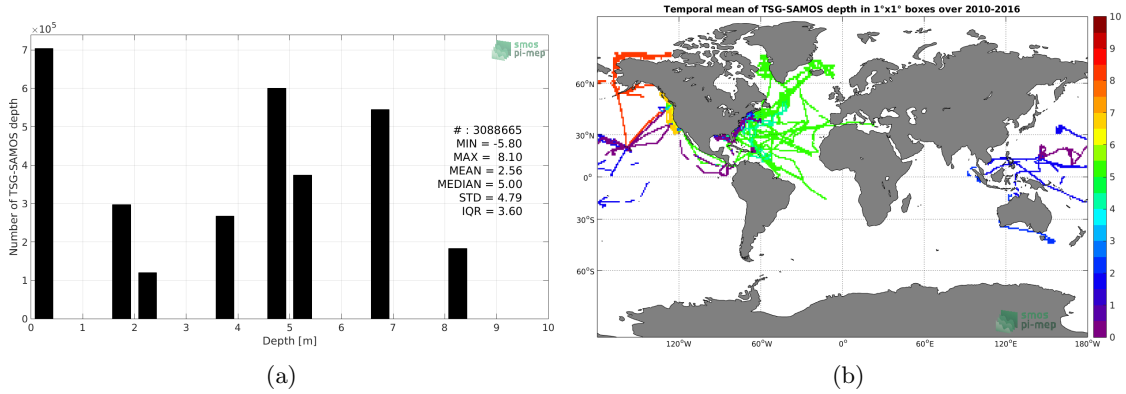 ×10^5
smos
pi-mep
Number of TSG-SAMOS depth
7
6
5
4
3
2
1
0
# : 3088665
MIN = -5.80
MAX = 8.10
MEAN = 2.56
MEDIAN = 5.00
STD = 4.79
IQR = 3.60
0 1 2 3 4 5 6 7 8 9 10
Depth [m]
(a)
Temporal mean of TSG-SAMOS depth in 1°x1° boxes over 2010-2016
60°N
30°N
0°
30°S
60°S
120°W 60°W 0° 60°E 120°E 180°W
smos
pi-mep
10
9
8
7
6
5
4
3
2
1
0
(b)